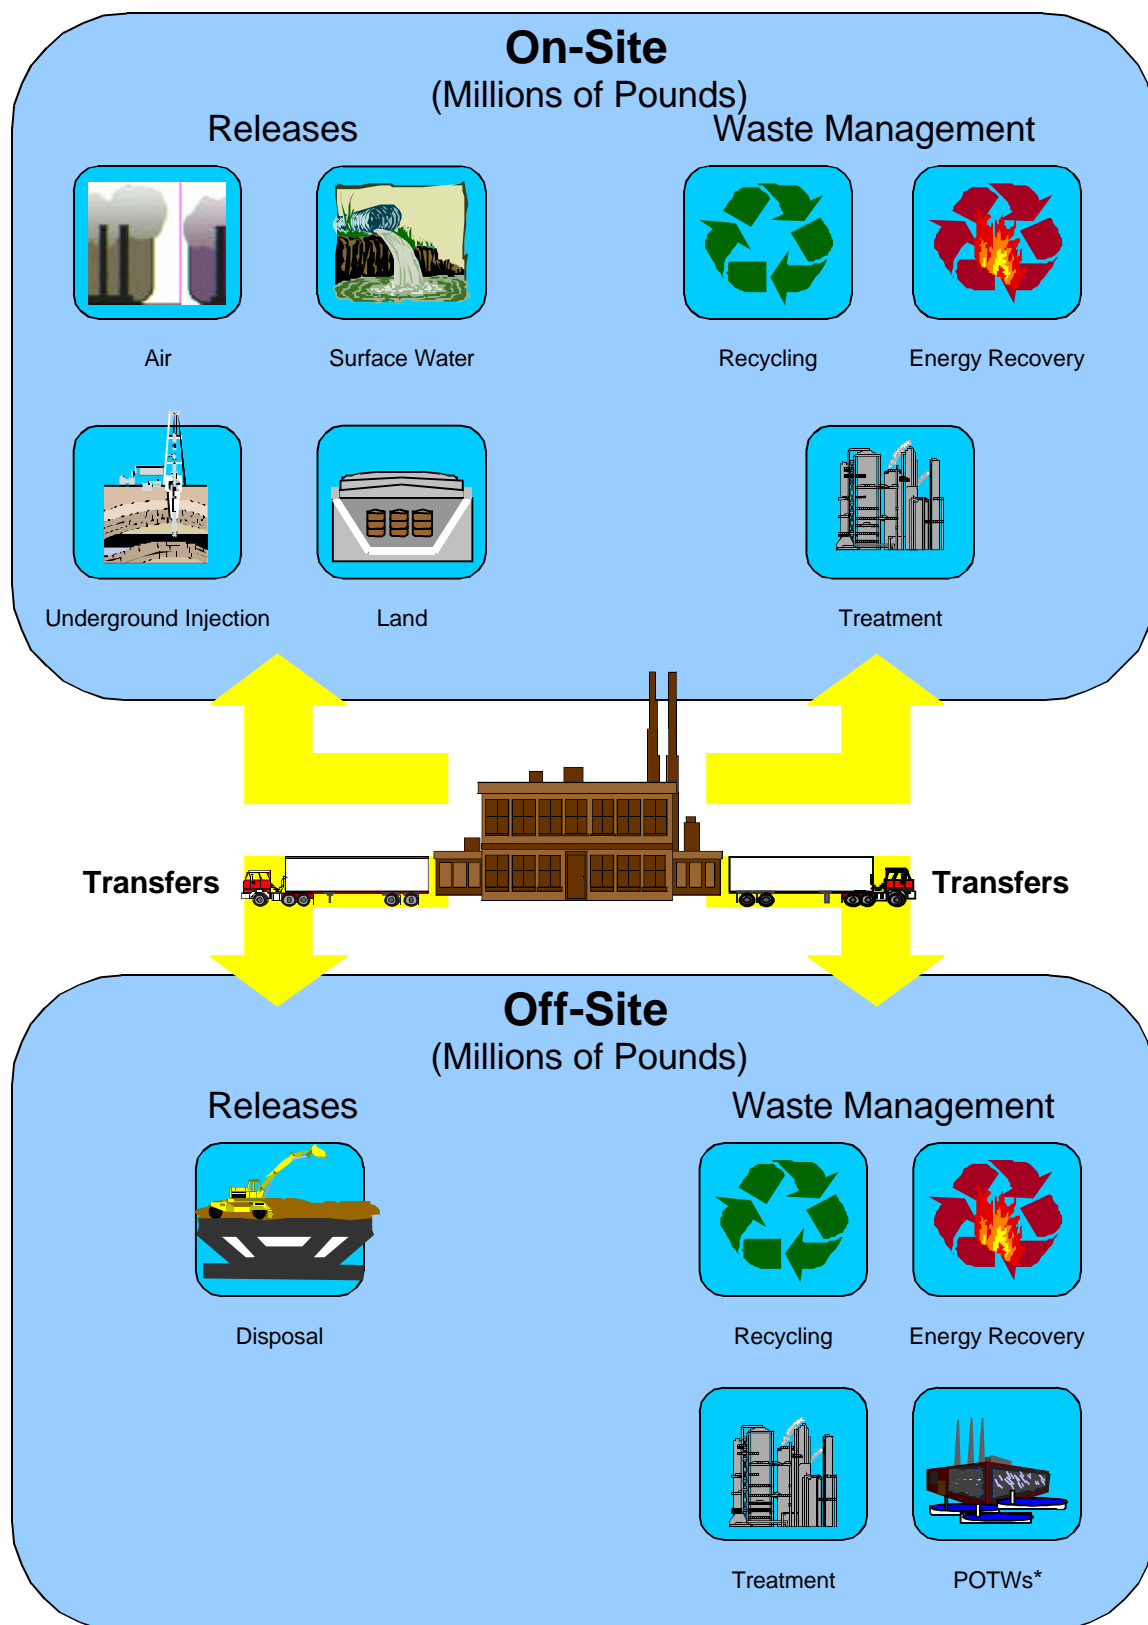 On-Site
(Millions of Pounds)
Releases
Waste Management
Air
Surface Water
Recycling
Energy Recovery
Underground Injection
Land
Treatment
Transfers
Transfers
Off-Site
(Millions of Pounds)
Releases
Waste Management
Disposal
Recycling
Energy Recovery
Treatment
POTWs*